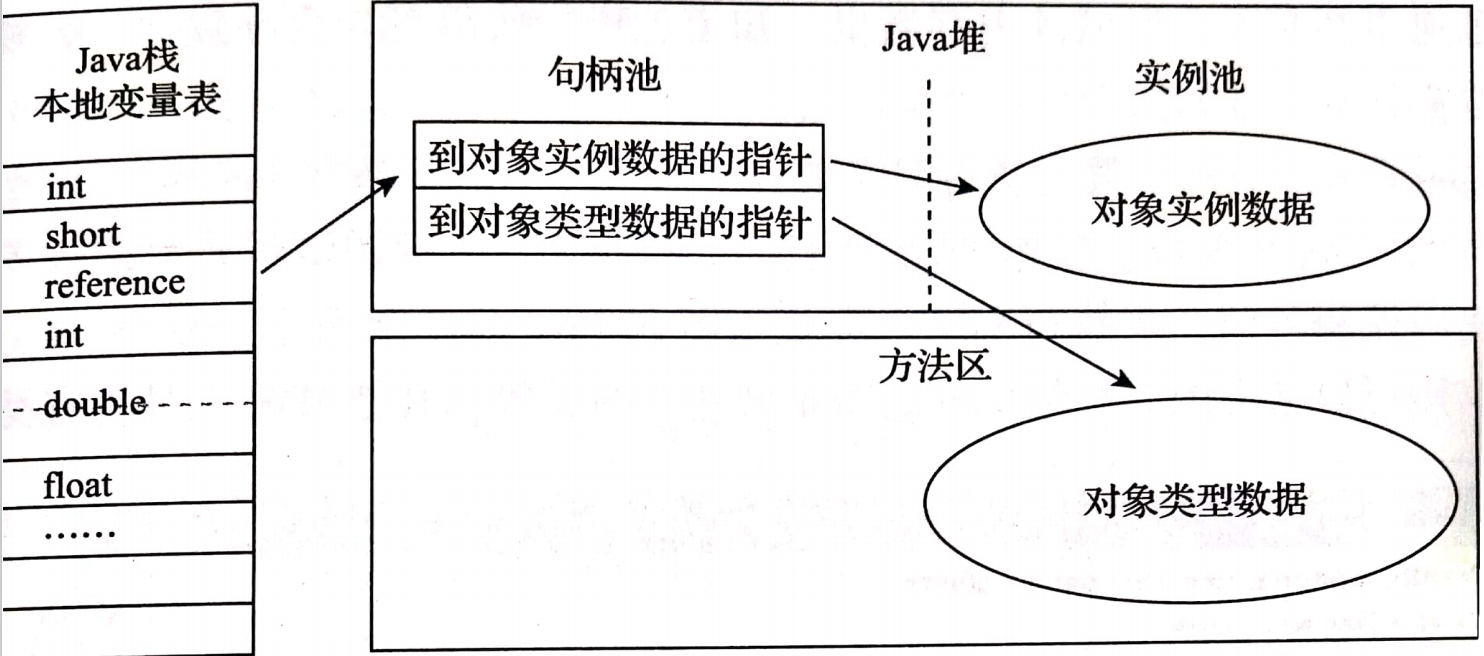 Java栈
本地变量表
int
short
reference
int
double
float
……
Java堆
句柄池
实例池
到对象实例数据的指针
到对象类型数据的指针
对象实例数据
方法区
对象类型数据